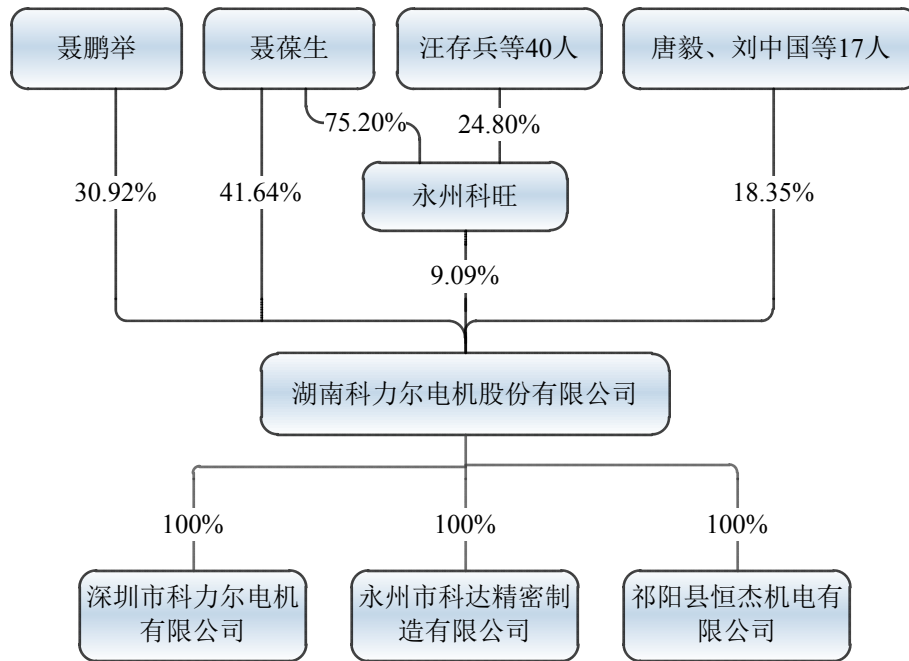 聂鹏举
聂葆生
汪存兵等40人
唐毅、刘中国等17人
75.20%
24.80%
30.92%
41.64%
永州科旺
18.35%
9.09%
湖南科力尔电机股份有限公司
100%
100%
100%
深圳市科力尔电机
有限公司
永州市科达精密制
造有限公司
祁阳县恒杰机电有
限公司